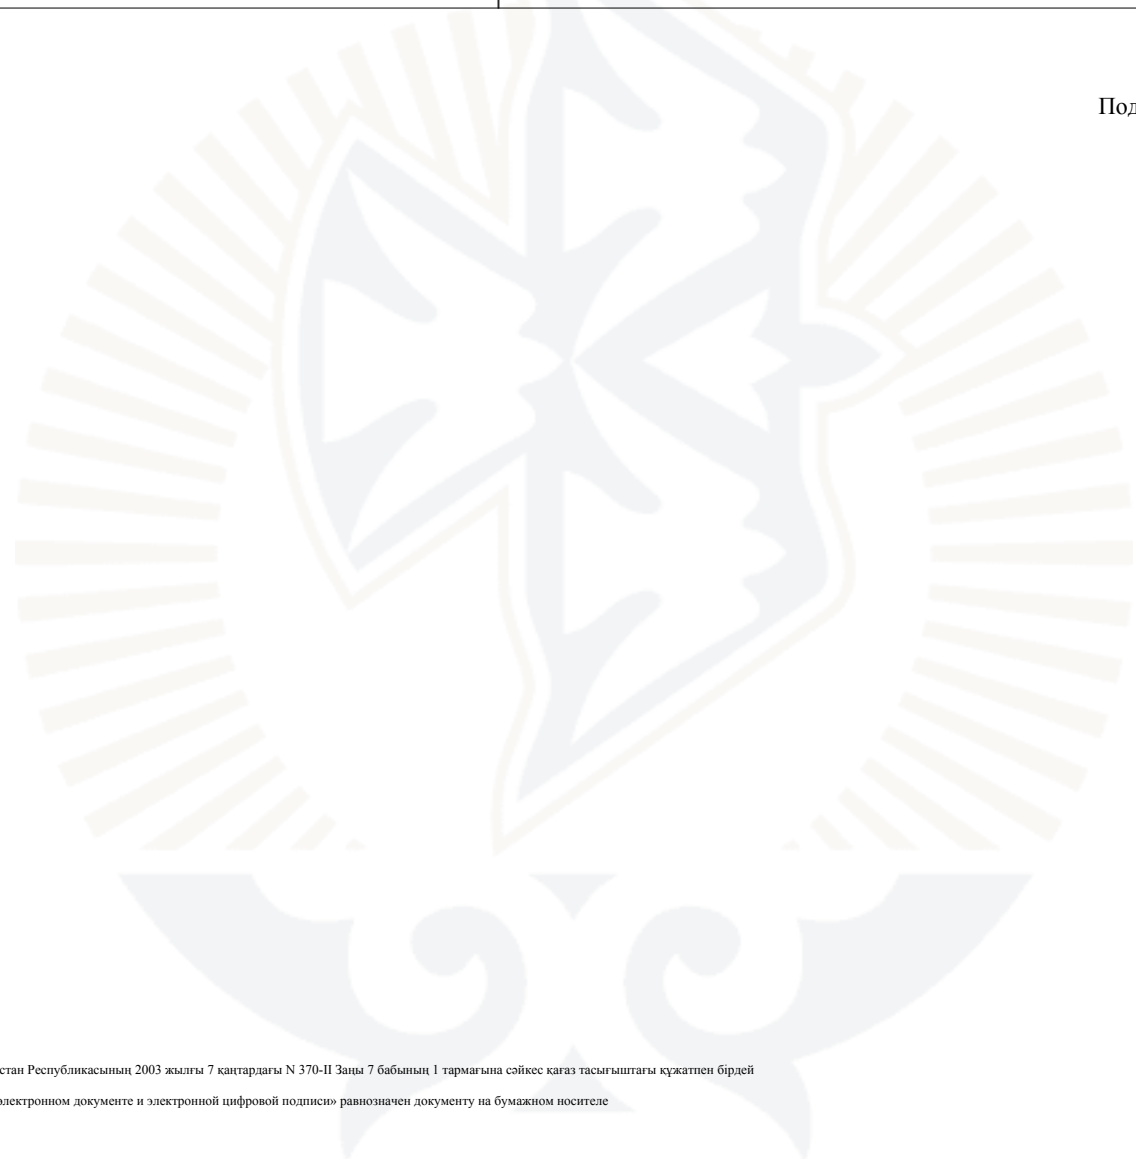 Под
стан Республикасының 2003 жылғы 7 қаңтардағы N 370-II Заңы 7 бабының 1 тармағына сәйкес қағаз тасығыштағы құжатпен бірдей
электронном документе и электронной цифровой подписи» равнозначен документу на бумажном носителе